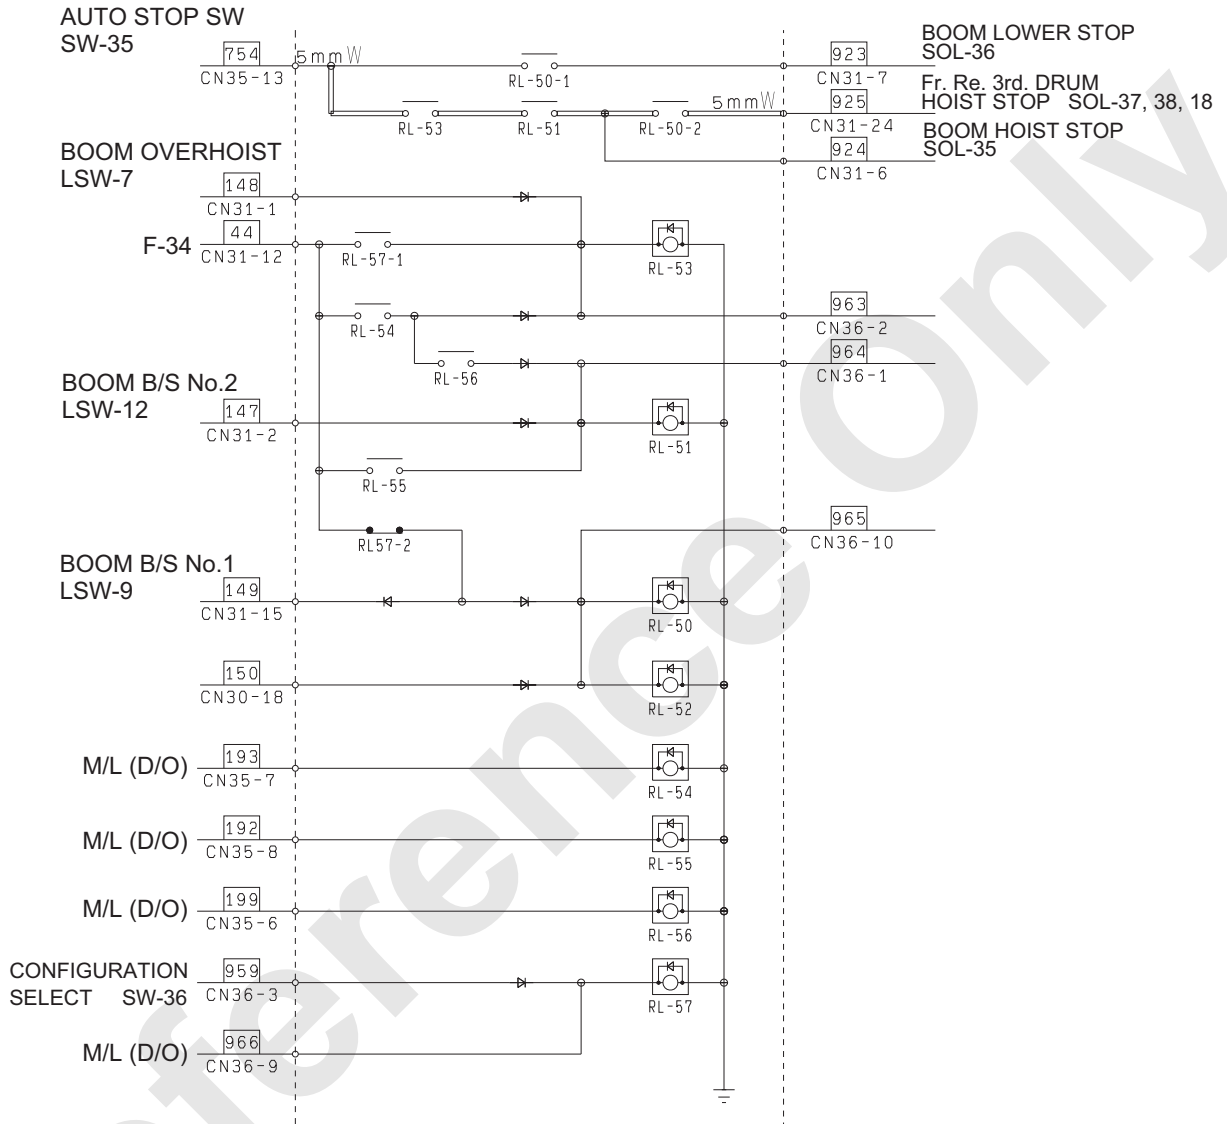 AUTO STOP SW
SW-35
754
CN35-13
5mmW
RL-50-1
923
CN31-7
BOOM LOWER STOP
SOL-36
RL-53
RL-51
RL-50-2
5mmW
925
CN31-24
Fr. Re. 3rd. DRUM
HOIST STOP SOL-37, 38, 18
924
CN31-6
BOOM HOIST STOP
SOL-35
BOOM OVERHOIST
LSW-7
148
CN31-1
F-34
44
CN31-12
RL-57-1
RL-53
RL-54
963
CN36-2
RL-56
964
CN36-1
BOOM B/S No.2
LSW-12
147
CN31-2
RL-51
RL-55
RL57-2
965
CN36-10
BOOM B/S No.1
LSW-9
149
CN31-15
RL-50
150
CN30-18
RL-52
M/L (D/O)
193
CN35-7
RL-54
M/L (D/O)
192
CN35-8
RL-55
M/L (D/O)
199
CN35-6
RL-56
CONFIGURATION
SELECT SW-36
959
CN36-3
RL-57
M/L (D/O)
966
CN36-9
eference Only